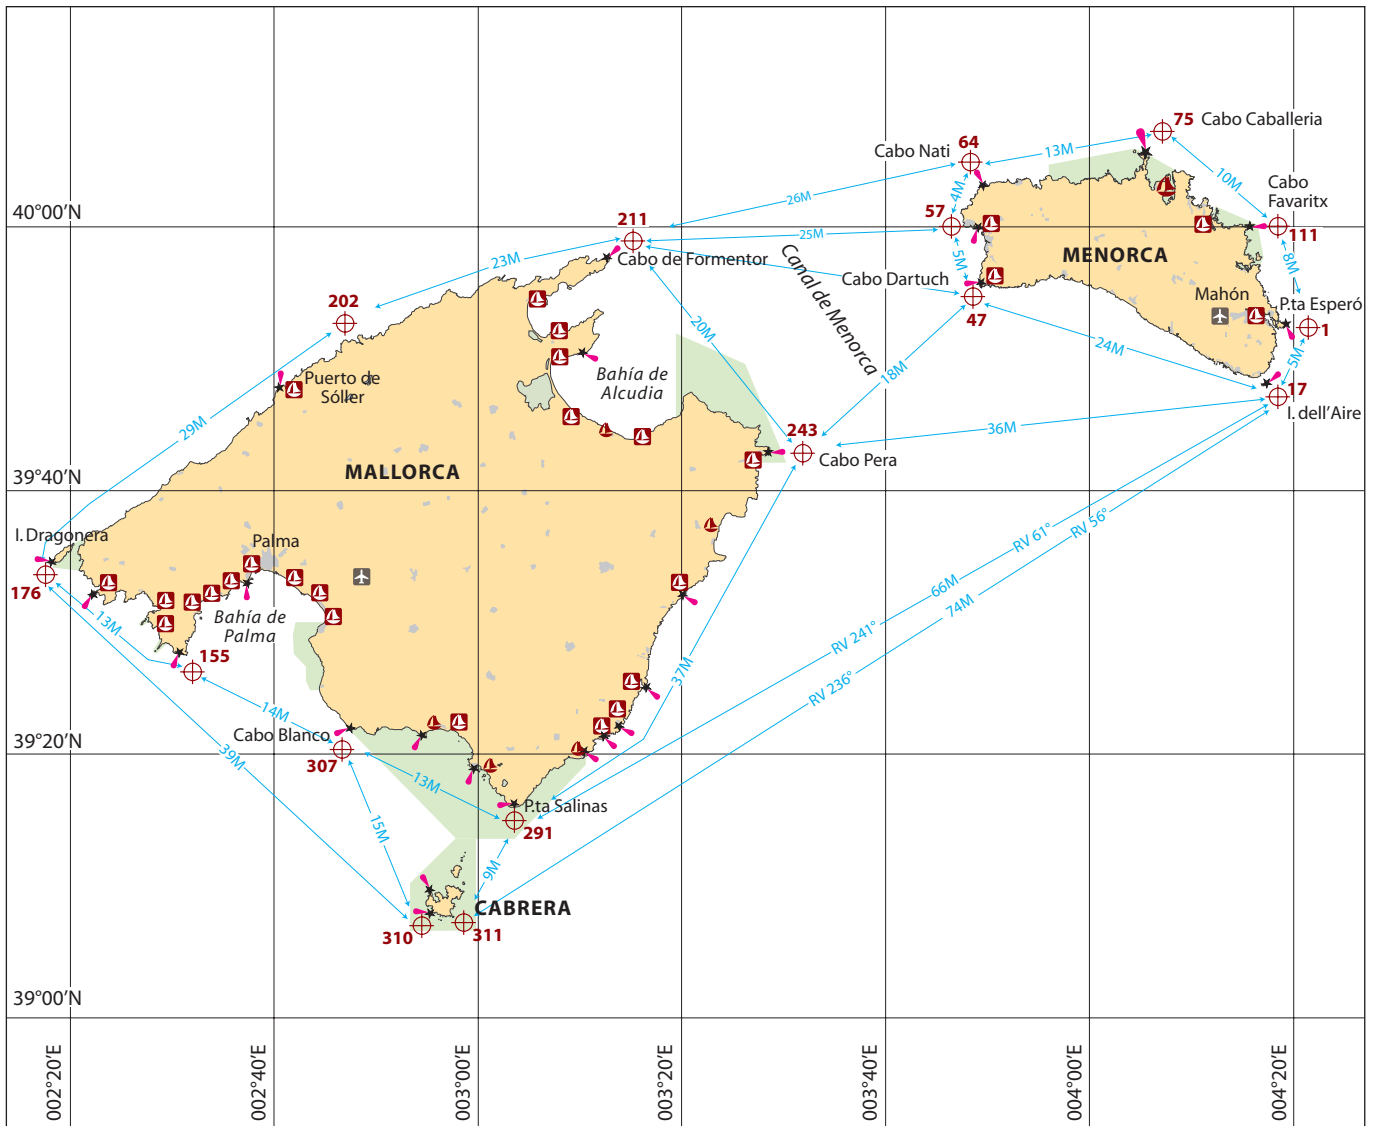 75 Cabo Caballeria
64
Cabo Nati
13M
10M
Cabo
Favaritx
26M
4M
40°00'N
57
211
111
25M
23M
Cabo de Formentor
Canal de Menorca
5M
Cabo Dartuch
MENORCA
8M
Mahón
P.ta Esperó
202
47
1
20M
24M
5M
18M
Puerto de
Sóller
Bahía de
Alcudia
17
I. dell'Aire
29M
243
36M
Cabo Pera
MALLORCA
39°40'N
I. Dragonera
Palma
RV 61°
RV 56°
176
66M
74M
13M
Bahía de
Palma
RV 241°
155
37M
RV 236°
14M
Cabo Blanco
39°20'N
39M
307
13M
P.ta Salinas
291
15M
9M
CABRERA
310
311
39°00'N
002°20'E
002°40'E
003°00'E
003°20'E
003°40'E
004°00'E
004°20'E